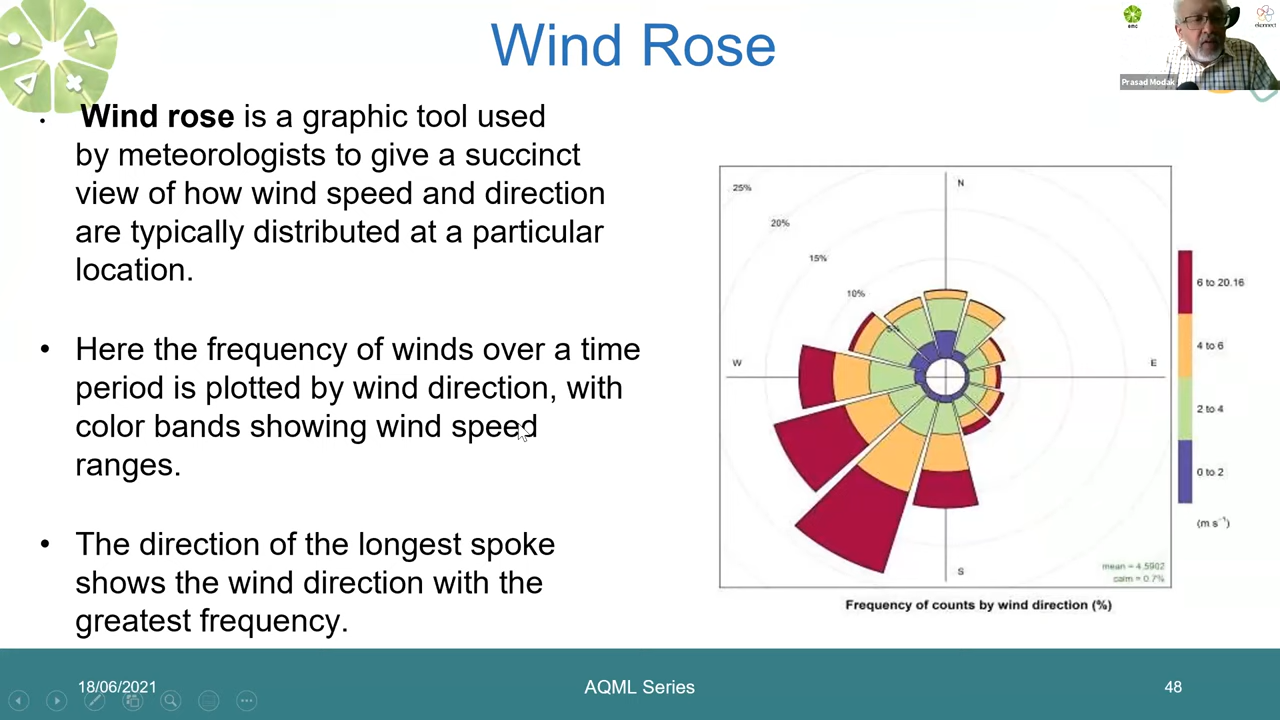 Wind Rose
emc
ekonnect
Prasad Modak
• Wind rose is a graphic tool used
by meteorologists to give a succinct
view of how wind speed and direction
are typically distributed at a particular
location.
• Here the frequency of winds over a time
period is plotted by wind direction, with
color bands showing wind speed
ranges.
• The direction of the longest spoke
shows the wind direction with the
greatest frequency.
25%
20%
15%
10%
5%
N
W
E
S
6 to 20.16
4 to 6
2 to 4
0 to 2
(m s⁻¹)
mean = 4.5902
calm = 0.7%
Frequency of counts by wind direction (%)
18/06/2021
AQML Series
48